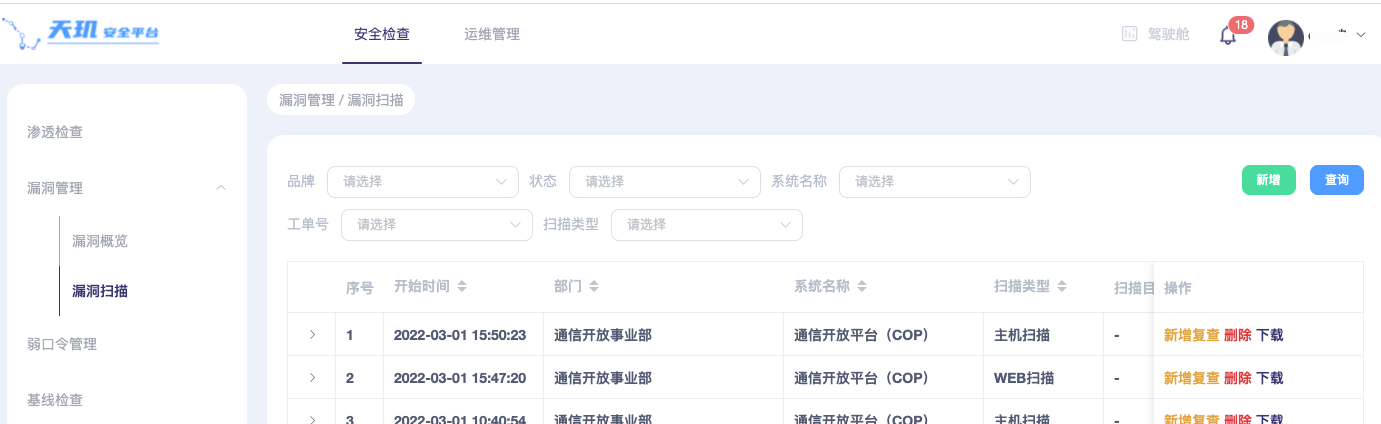 天玑 安全平台
安全检查 运维管理 驾驶舱 18
漏洞管理 / 漏洞扫描
渗透检查
漏洞管理
漏洞概览
漏洞扫描
弱口令管理
基线检查
品牌 请选择 状态 请选择 系统名称 请选择 新增 查询
工单号 请选择 扫描类型 请选择
序号 开始时间 部门 系统名称 扫描类型 扫描目 操作
1 2022-03-01 15:50:23 通信开放事业部 通信开放平台（COP） 主机扫描 - 新增复查 删除 下载
2 2022-03-01 15:47:20 通信开放事业部 通信开放平台（COP） WEB扫描 - 新增复查 删除 下载
3 2022-03-01 10:40:54 通信开放事业部 通信开放平台（COP） 主机扫描 - 新增复查 删除 下载